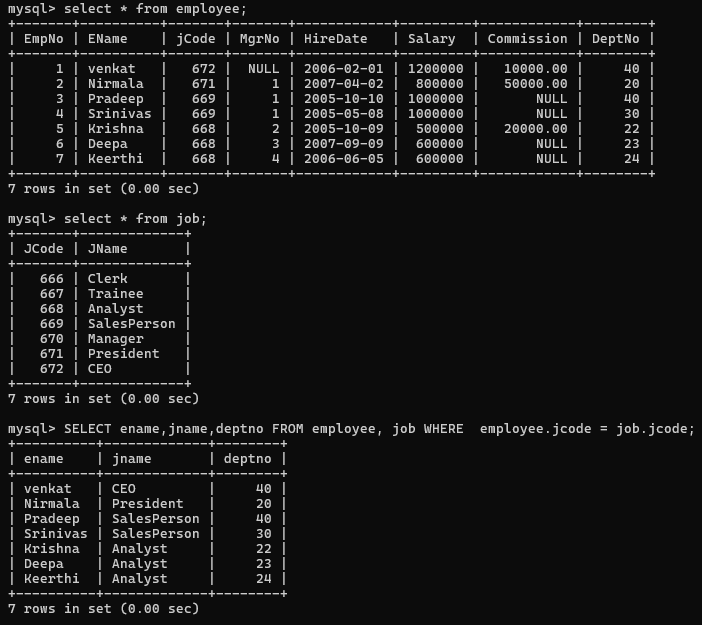 mysql> select * from employee;
+-------+----------+-------+-------+------------+---------+------------+--------+
| EmpNo | EName    | jCode | MgrNo | HireDate   | Salary  | Commission | DeptNo |
+-------+----------+-------+-------+------------+---------+------------+--------+
|     1 | venkat   |   672 |  NULL | 2006-02-01 | 1200000 |   10000.00 |     40 |
|     2 | Nirmala  |   671 |     1 | 2007-04-02 |  800000 |   50000.00 |     20 |
|     3 | Pradeep  |   669 |     1 | 2005-10-10 | 1000000 |       NULL |     40 |
|     4 | Srinivas |   669 |     1 | 2005-05-08 | 1000000 |       NULL |     30 |
|     5 | Krishna  |   668 |     2 | 2005-10-09 |  500000 |   20000.00 |     22 |
|     6 | Deepa    |   668 |     3 | 2007-09-09 |  600000 |       NULL |     23 |
|     7 | Keerthi  |   668 |     4 | 2006-06-05 |  600000 |       NULL |     24 |
+-------+----------+-------+-------+------------+---------+------------+--------+
7 rows in set (0.00 sec)
mysql> select * from job;
+-------+-------------+
| JCode | JName       |
+-------+-------------+
|   666 | Clerk       |
|   667 | Trainee     |
|   668 | Analyst     |
|   669 | SalesPerson |
|   670 | Manager     |
|   671 | President   |
|   672 | CEO         |
+-------+-------------+
7 rows in set (0.00 sec)
mysql> SELECT ename,jname,deptno FROM employee, job WHERE  employee.jcode = job.jcode;
+----------+-------------+--------+
| ename    | jname       | deptno |
+----------+-------------+--------+
| venkat   | CEO         |     40 |
| Nirmala  | President   |     20 |
| Pradeep  | SalesPerson |     40 |
| Srinivas | SalesPerson |     30 |
| Krishna  | Analyst     |     22 |
| Deepa    | Analyst     |     23 |
| Keerthi  | Analyst     |     24 |
+----------+-------------+--------+
7 rows in set (0.00 sec)